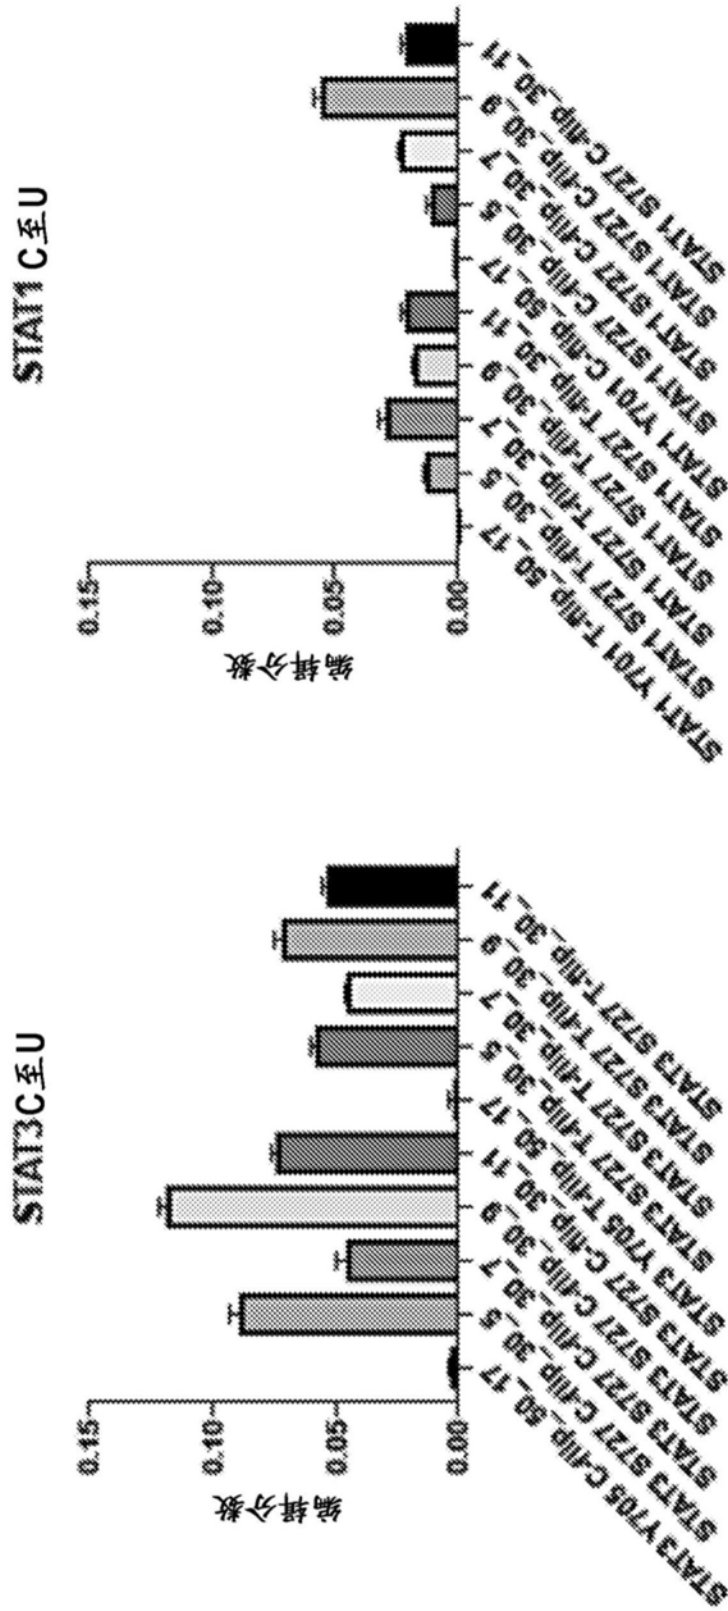 STAT3C至U
编辑分数
0.15
0.10
0.05
0.00
STAT3 Y705 C-flip_50_17
STAT3 S727 C-flip_30_5
STAT3 S727 C-flip_30_7
STAT3 S727 C-flip_30_9
STAT3 S727 C-flip_30_11
STAT3 Y705 T-flip_50_17
STAT3 S727 T-flip_30_5
STAT3 S727 T-flip_30_7
STAT3 S727 T-flip_30_9
STAT3 S727 T-flip_30_11
STAT1 C至U
编辑分数
0.15
0.10
0.05
0.00
STAT1 Y701 T-flip_50_17
STAT1 S727 T-flip_30_5
STAT1 S727 T-flip_30_7
STAT1 S727 T-flip_30_9
STAT1 S727 T-flip_30_11
STAT1 Y701 C-flip_50_17
STAT1 S727 C-flip_30_5
STAT1 S727 C-flip_30_7
STAT1 S727 C-flip_30_9
STAT1 S727 C-flip_30_11